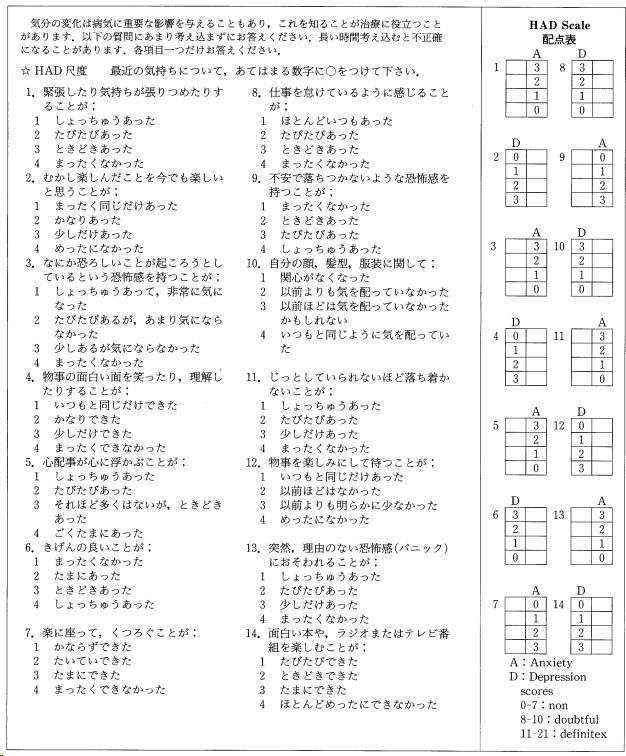 気分の変化は病気に重要な影響を与えることもあり，これを知ることが治療に役立つこと
があります．以下の質問にあまり考え込まずにお答えください．長い時間考え込むと不正確
になることがあります．各項目一つだけお答えください．
☆ HAD 尺度　最近の気持ちについて，あてはまる数字に○をつけて下さい．
1. 緊張したり気持ちが張りつめたりす
ることが；
1 しょっちゅうあった
2 たびたびあった
3 ときどきあった
4 まったくなかった
2. むかし楽しんだことを今でも楽しい
と思うことが；
1 まったく同じだけあった
2 かなりあった
3 少しだけあった
4 めったになかった
3. なにか恐ろしいことが起ころうとし
ているという恐怖感を持つことが；
1 しょっちゅうあって，非常に気に
なった
2 たびたびあるが，あまり気になら
なかった
3 少しあるが気にならなかった
4 まったくなかった
4. 物事の面白い面を笑ったり，理解し
たりすることが；
1 いつもと同じだけできた
2 かなりできた
3 少しだけできた
4 まったくできなかった
5. 心配事が心に浮かぶことが；
1 しょっちゅうあった
2 たびたびあった
3 それほど多くはないが，ときどき
あった
4 ごくたまにあった
6. きげんの良いことが；
1 まったくなかった
2 たまにあった
3 ときどきあった
4 しょっちゅうあった
7. 楽に座って，くつろぐことが；
1 かならずできた
2 たいていできた
3 たまにできた
4 まったくできなかった
8. 仕事を怠けているように感じること
が；
1 ほとんどいつもあった
2 たびたびあった
3 ときどきあった
4 まったくなかった
9. 不安で落ちつかないような恐怖感を
持つことが；
1 まったくなかった
2 ときどきあった
3 たびたびあった
4 しょっちゅうあった
10. 自分の顔，髪型，服装に関して；
1 関心がなくなった
2 以前よりも気を配っていなかった
3 以前ほどは気を配っていなかった
かもしれない
4 いつもと同じように気を配ってい
た
11. じっとしていられないほど落ち着か
ないことが；
1 しょっちゅうあった
2 たびたびあった
3 少しだけあった
4 まったくなかった
12. 物事を楽しみにして待つことが；
1 いつもと同じだけあった
2 以前ほどはなかった
3 以前よりも明らかに少なかった
4 めったになかった
13. 突然，理由のない恐怖感(パニック)
におそわれることが；
1 しょっちゅうあった
2 たびたびあった
3 少しだけあった
4 まったくなかった
14. 面白い本や，ラジオまたはテレビ番
組を楽しむことが；
1 たびたびできた
2 ときどきできた
3 たまにできた
4 ほとんどめったにできなかった
HAD Scale
配点表
A D
1 3 8 3
2 2
1 1
0 0
D A
2 0 9 0
1 1
2 2
3 3
A D
3 3 10 3
2 2
1 1
0 0
D A
4 0 11 3
1 2
2 1
3 0
A D
5 3 12 0
2 1
1 2
0 3
D A
6 3 13 3
2 2
1 1
0 0
A D
7 0 14 0
1 1
2 2
3 3
A：Anxiety
D：Depression
scores
0-7：non
8-10：doubtful
11-21：definitex